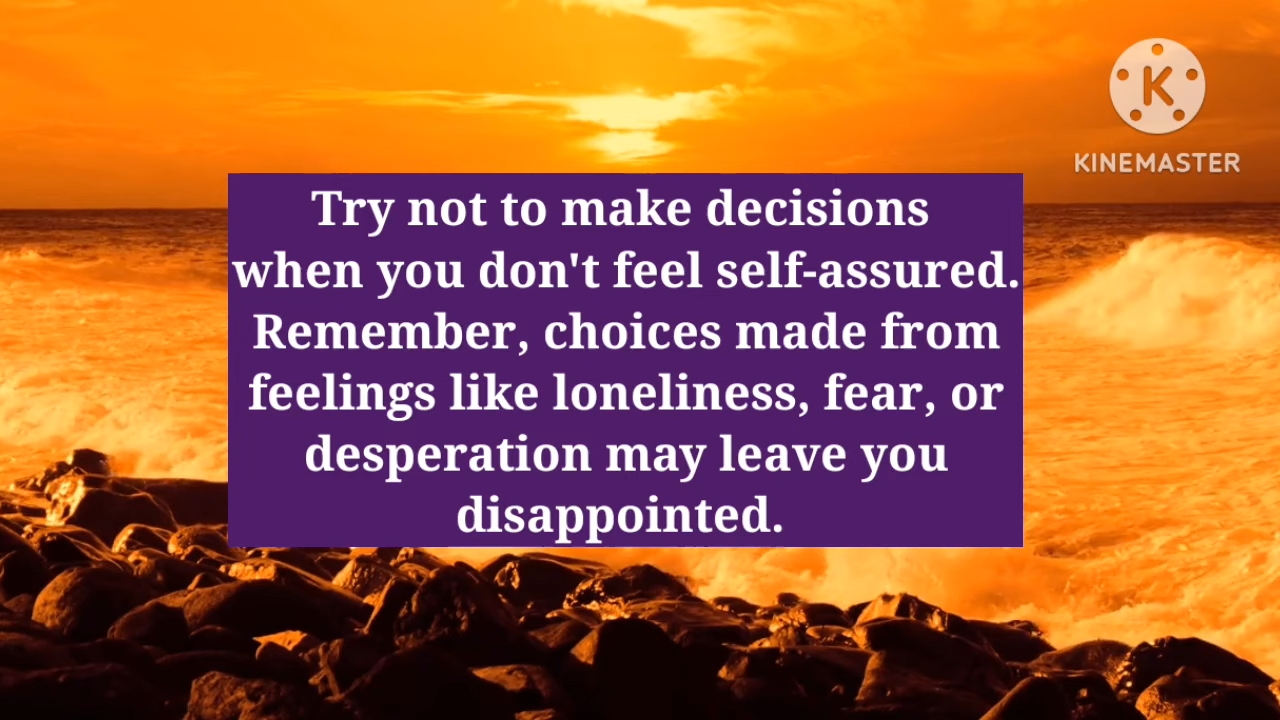 K
KINEMASTER
Try not to make decisions
when you don't feel self-assured.
Remember, choices made from
feelings like loneliness, fear, or
desperation may leave you
disappointed.